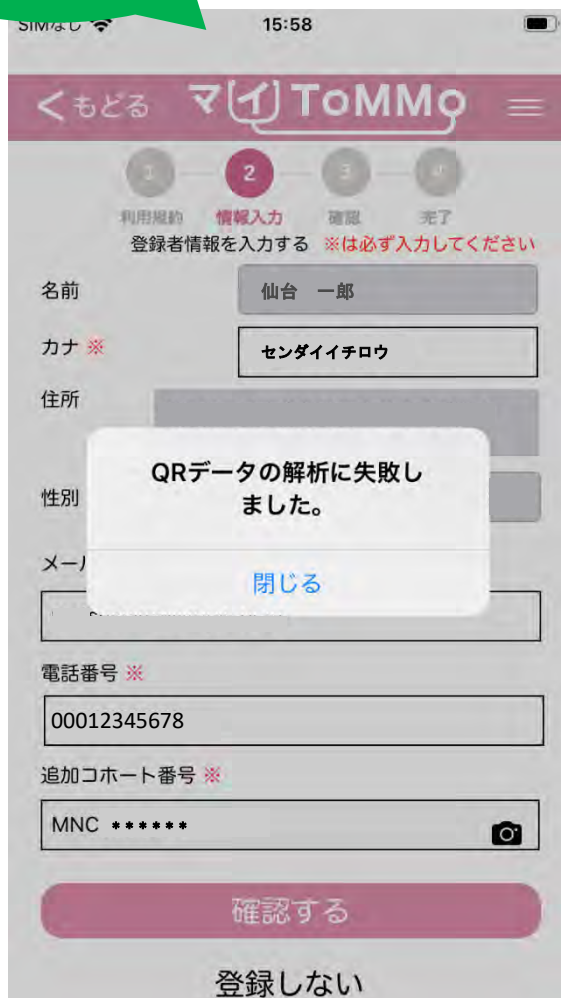 SIMなし
15:58
もどる
マイToMMo
1 2 3 4
利用規約 情報入力 確認 完了
登録者情報を入力する ※は必ず入力してください
名前
仙台 一郎
カナ ※
センダイイチロウ
住所
QRデータの解析に失敗し
ました。
性別
閉じる
メール
電話番号 ※
00012345678
追加コホート番号 ※
MNC ******
確認する
登録しない